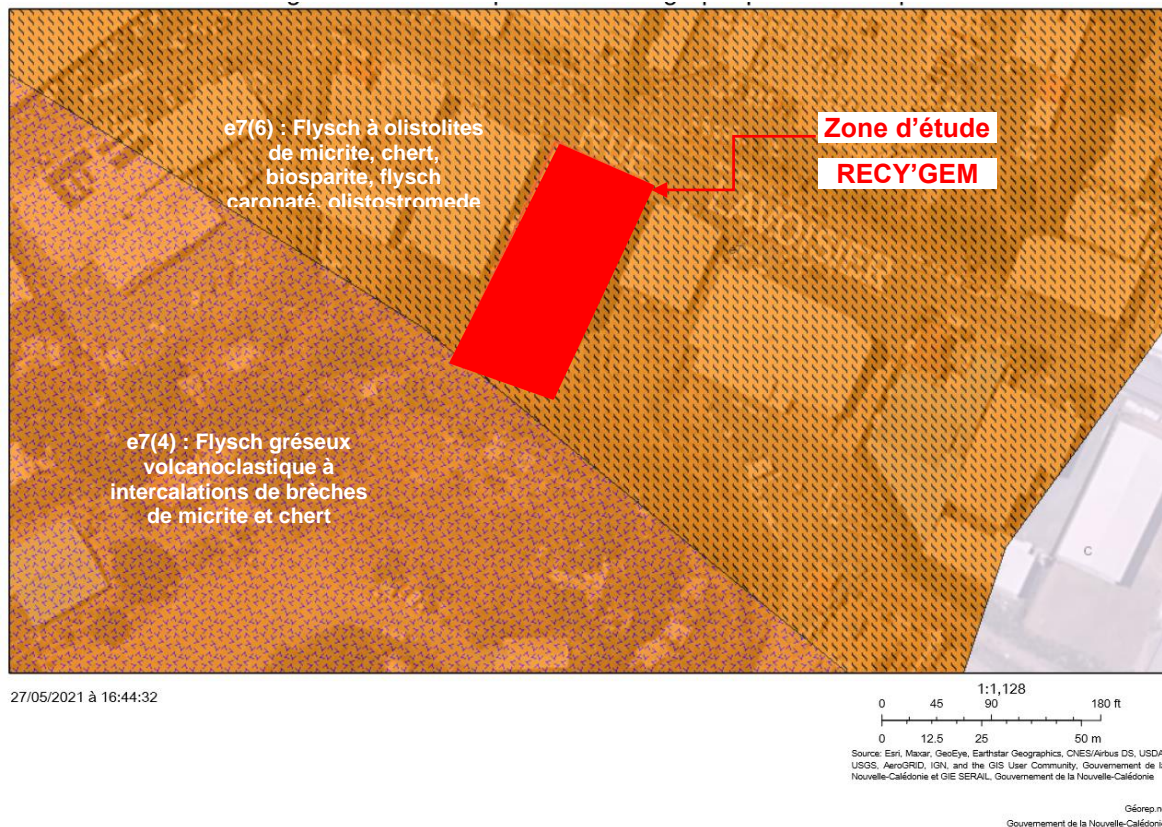 e7(6) : Flysch à olistolites
de micrite, chert,
biosparite, flysch
caronaté, olistostromede
Zone d'étude
RECY'GEM
LAVOISIER
e7(4) : Flysch gréseux
volcanoclastique à
intercalations de brèches
de micrite et chert
C
27/05/2021 à 16:44:32
1:1,128
0 45 90 180 ft
0 12.5 25 50 m
Source: Esri, Maxar, GeoEye, Earthstar Geographics, CNES/Airbus DS, USDA,
USGS, AeroGRID, IGN, and the GIS User Community, Gouvernement de la
Nouvelle-Calédonie et GIE SERAIL, Gouvernement de la Nouvelle-Calédonie
Géorep.n
Gouvernement de la Nouvelle-Calédonie